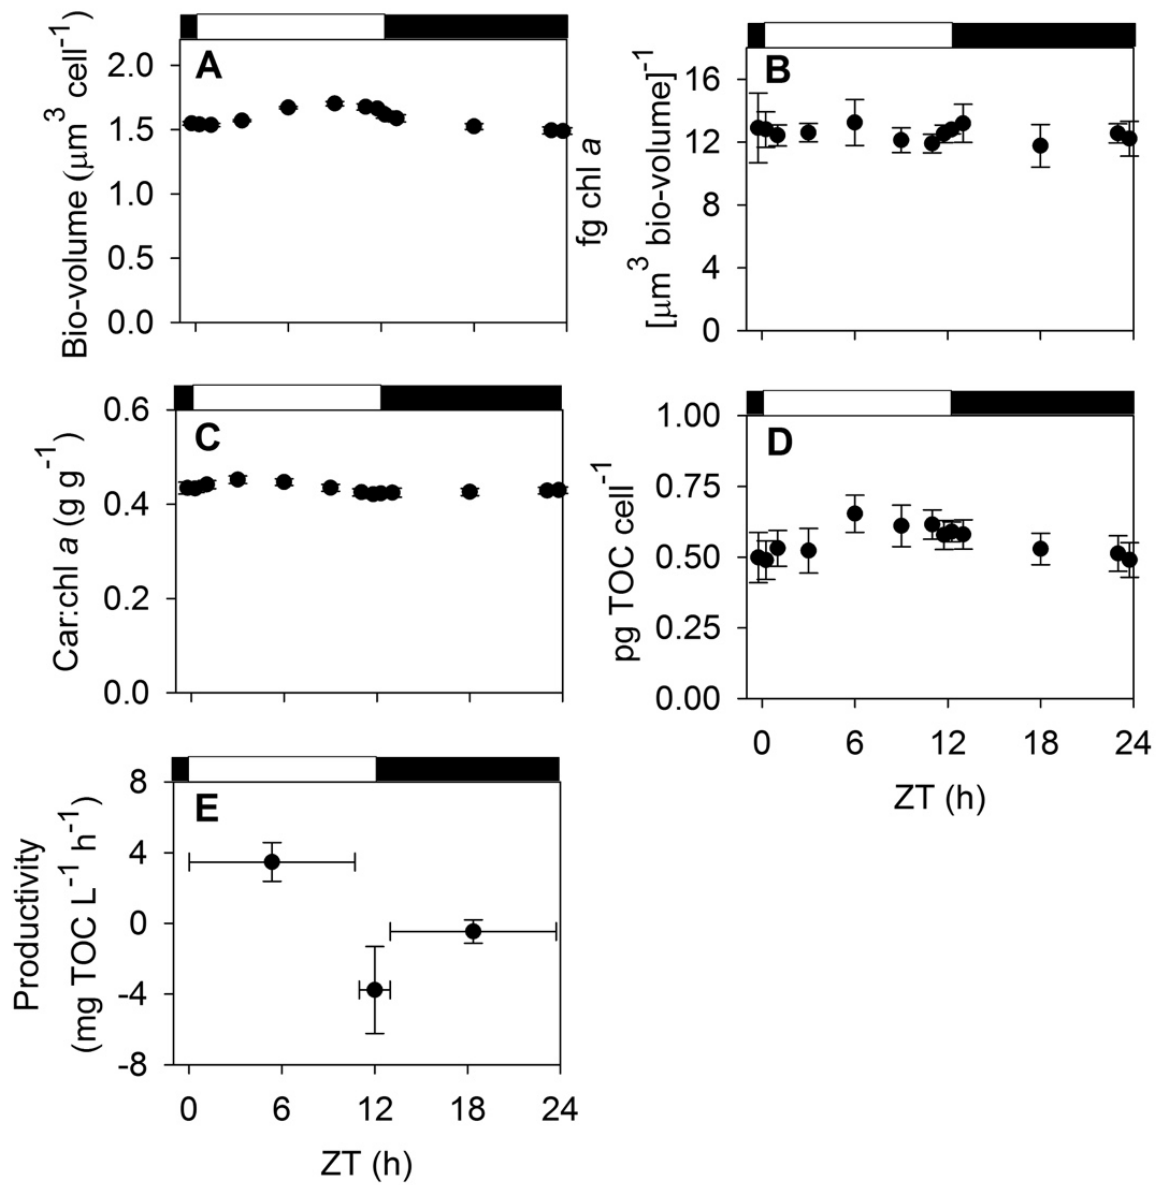 A
Bio-volume (μm³ cell⁻¹)
2.0
1.5
1.0
0.5
0.0
B
fg chl a
[μm³ bio-volume]⁻¹
16
12
8
4
0
C
Car:chl a (g g⁻¹)
0.6
0.4
0.2
0.0
D
pg TOC cell⁻¹
1.00
0.75
0.50
0.25
0.00
0 6 12 18 24
ZT (h)
E
Productivity
(mg TOC L⁻¹ h⁻¹)
8
4
0
-4
-8
0 6 12 18 24
ZT (h)